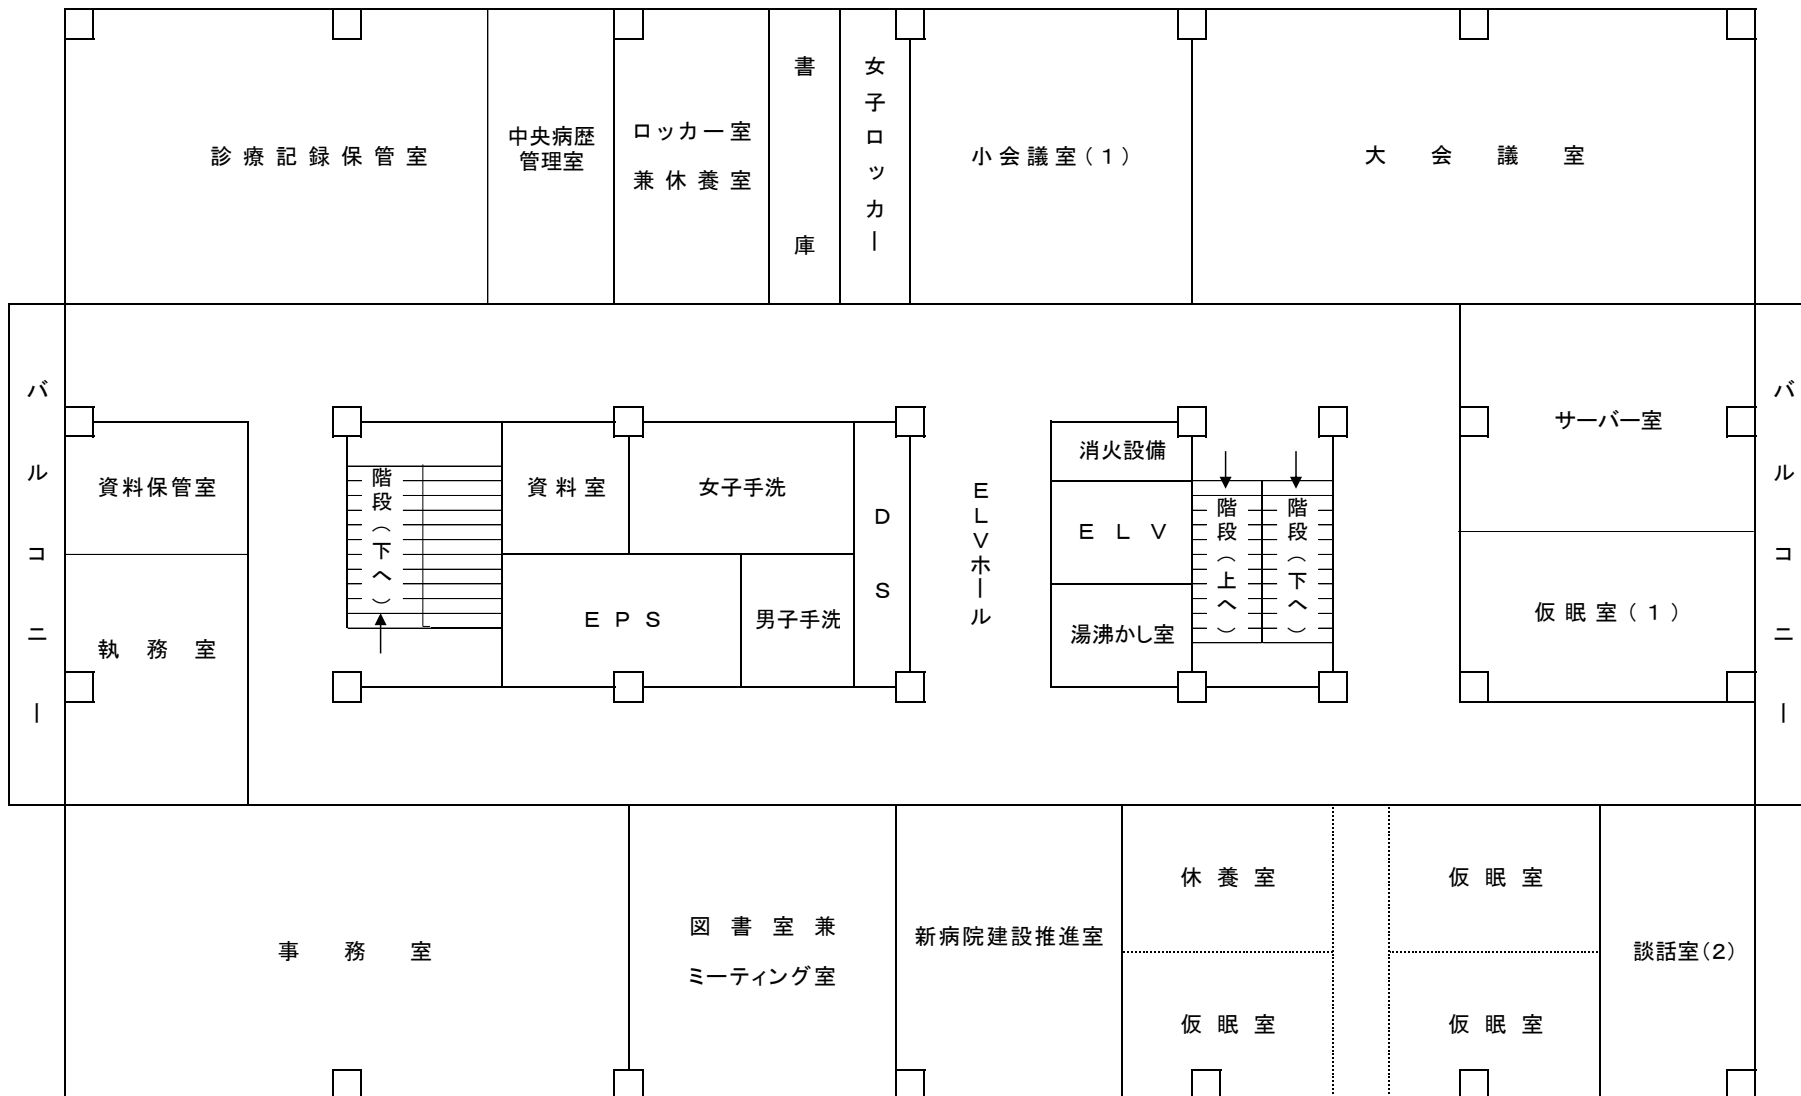 診療記録保管室
中央病歴
管理室
ロッカー室
兼休養室
書庫
女子ロッカー
小会議室(1)
大会議室
バルコニー
資料保管室
執務室
階段(下へ)
資料室
女子手洗
EPS
男子手洗
DS
ELVホール
消火設備
ELV
湯沸かし室
階段(上へ)
階段(下へ)
サーバー室
仮眠室(1)
バルコニー
事務室
図書室兼
ミーティング室
新病院建設推進室
休養室
仮眠室
仮眠室
仮眠室
談話室(2)